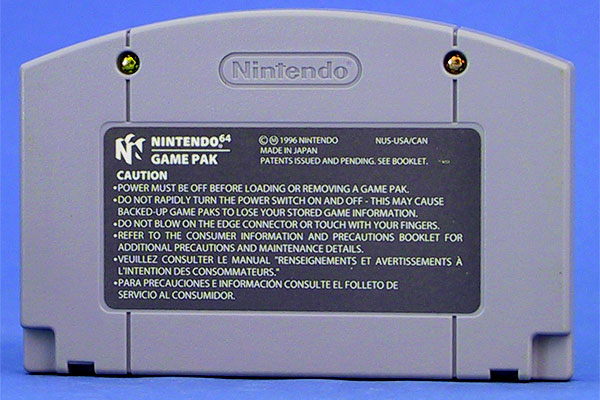 Nintendo
NINTENDO 64
GAME PAK
© Ⓜ 1996 NINTENDO NUS-USA/CAN
MADE IN JAPAN
PATENTS ISSUED AND PENDING. SEE BOOKLET.
CAUTION
•POWER MUST BE OFF BEFORE LOADING OR REMOVING A GAME PAK.
•DO NOT RAPIDLY TURN THE POWER SWITCH ON AND OFF - THIS MAY CAUSE
BACKED-UP GAME PAKS TO LOSE YOUR STORED GAME INFORMATION.
•DO NOT BLOW ON THE EDGE CONNECTOR OR TOUCH WITH YOUR FINGERS.
•REFER TO THE CONSUMER INFORMATION AND PRECAUTIONS BOOKLET FOR
ADDITIONAL PRECAUTIONS AND MAINTENANCE DETAILS.
•VEUILLEZ CONSULTER LE MANUAL "RENSEIGNEMENTS ET AVERTISSEMENTS À
L'INTENTION DES CONSOMMATEURS."
•PARA PRECAUCIONES E INFORMACIÓN CONSULTE EL FOLLETO DE
SERVICIO AL CONSUMIDOR.